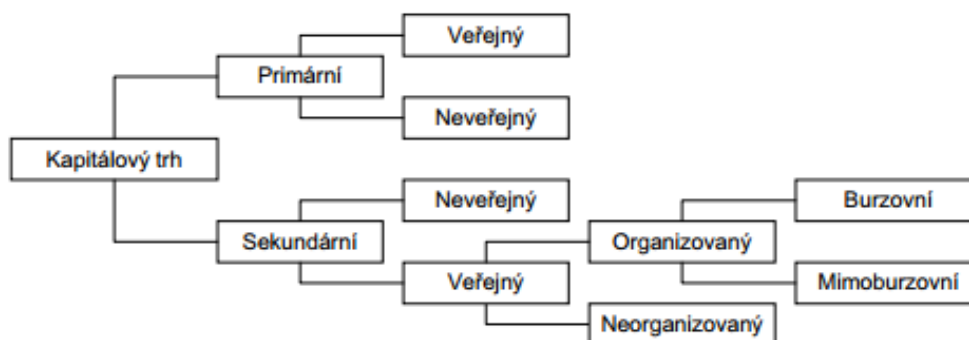 Veřejný
Primární
Neveřejný
Kapitálový trh
Neveřejný
Burzovní
Sekundární
Organizovaný
Veřejný
Mimoburzovní
Neorganizovaný